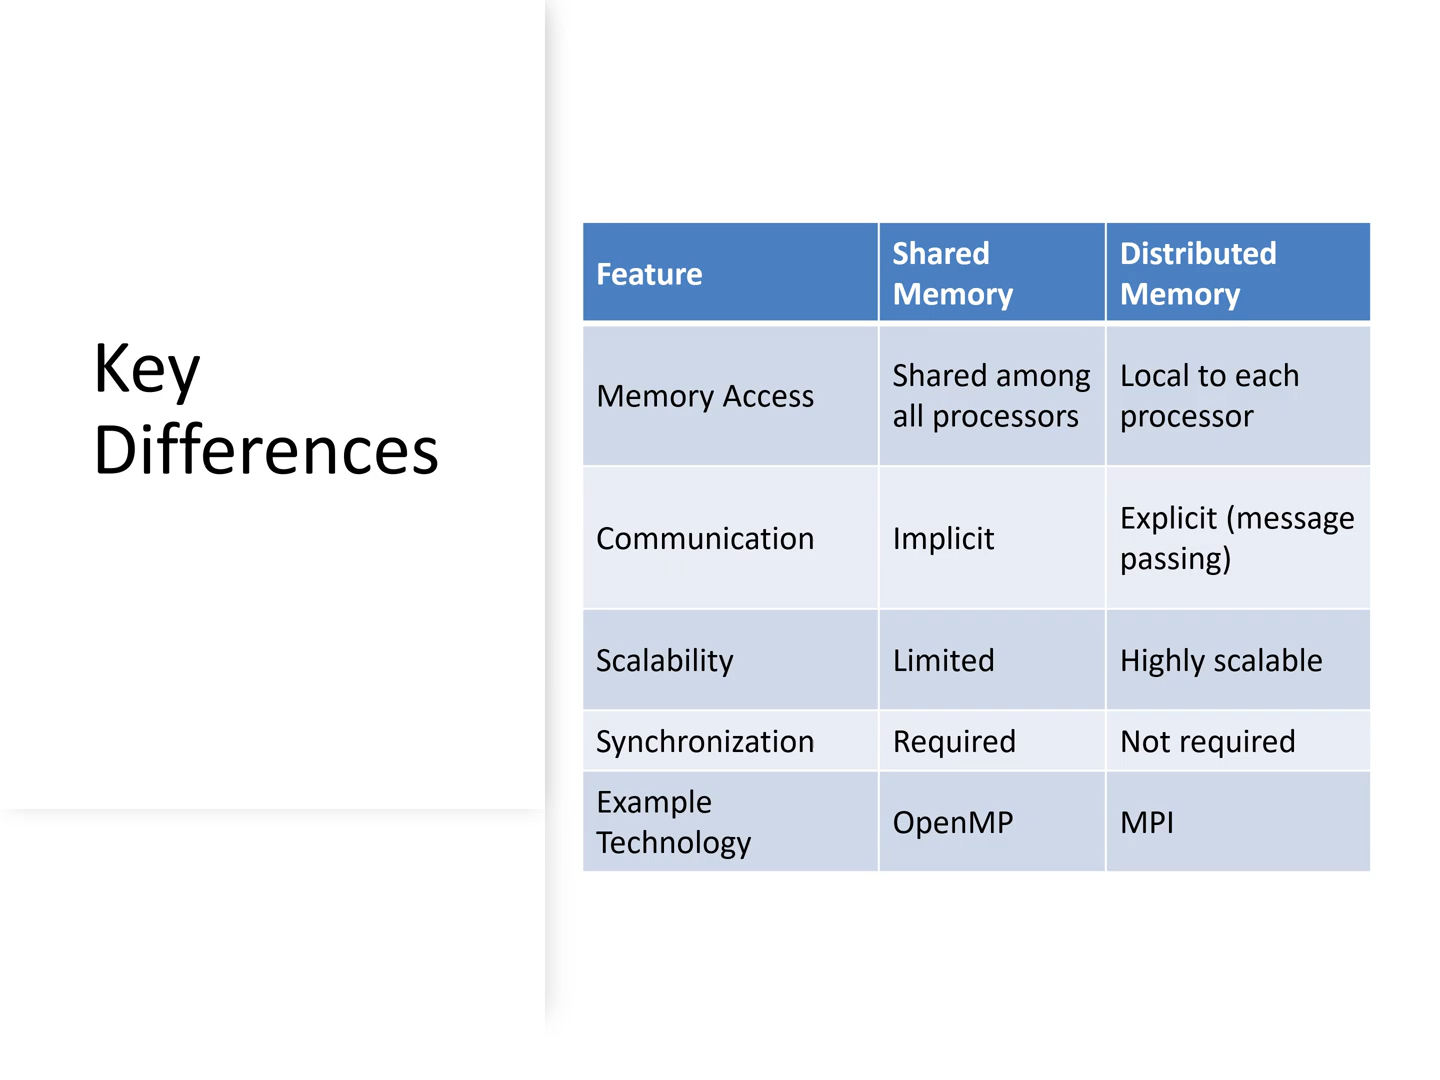 Key
Differences
Feature
Shared
Memory
Distributed
Memory
Memory Access
Shared among
all processors
Local to each
processor
Communication
Implicit
Explicit (message
passing)
Scalability
Limited
Highly scalable
Synchronization
Required
Not required
Example
Technology
OpenMP
MPI